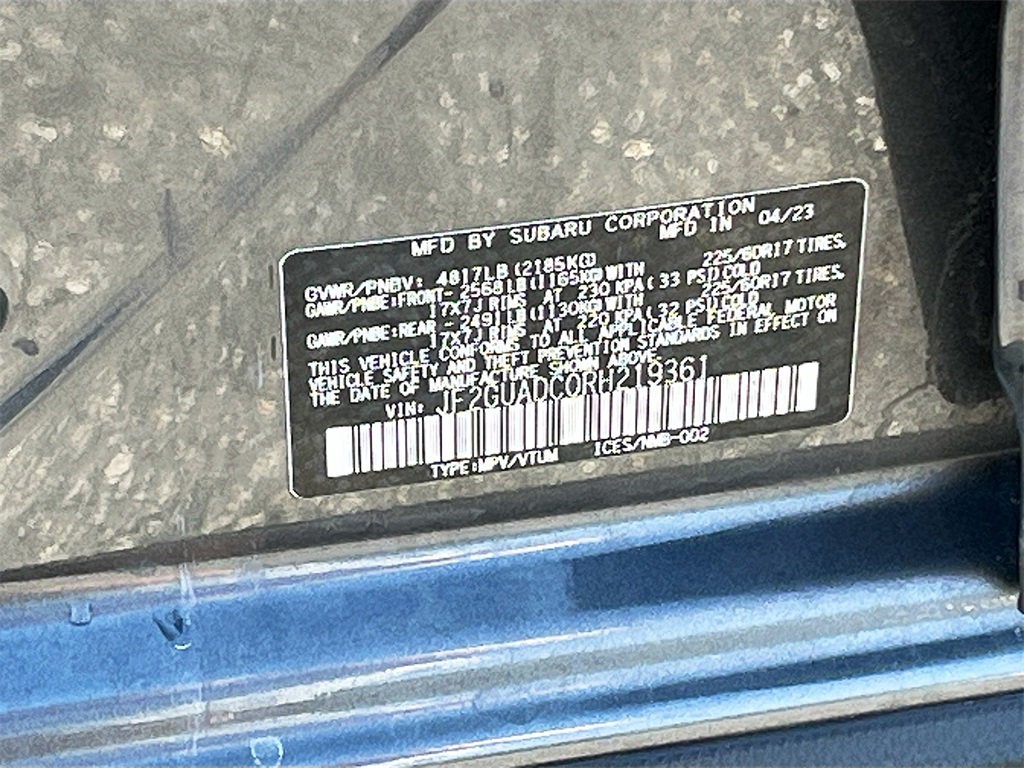 MFD BY SUBARU CORPORATION
MFD IN 04/23
GVWR/PNBV: 4817LB (2185KG)
GAWR/PNBE:FRONT- 2568LB(1165KG)WITH 225/60R17 TIRES,
17X7J RIMS AT 230 KPA( 33 PSI)COLD
GAWR/PNBE:REAR - 2491LB(1130KG)WITH 225/60R17 TIRES,
17X7J RIMS AT 220 KPA( 32 PSI)COLD
THIS VEHICLE CONFORMS TO ALL APPLICABLE FEDERAL MOTOR
VEHICLE SAFETY AND THEFT PREVENTION STANDARDS IN EFFECT ON
THE DATE OF MANUFACTURE SHOWN ABOVE.
VIN: JF2GUADC0RH219361
TYPE:MPV/VTUM ICES/NMB-002